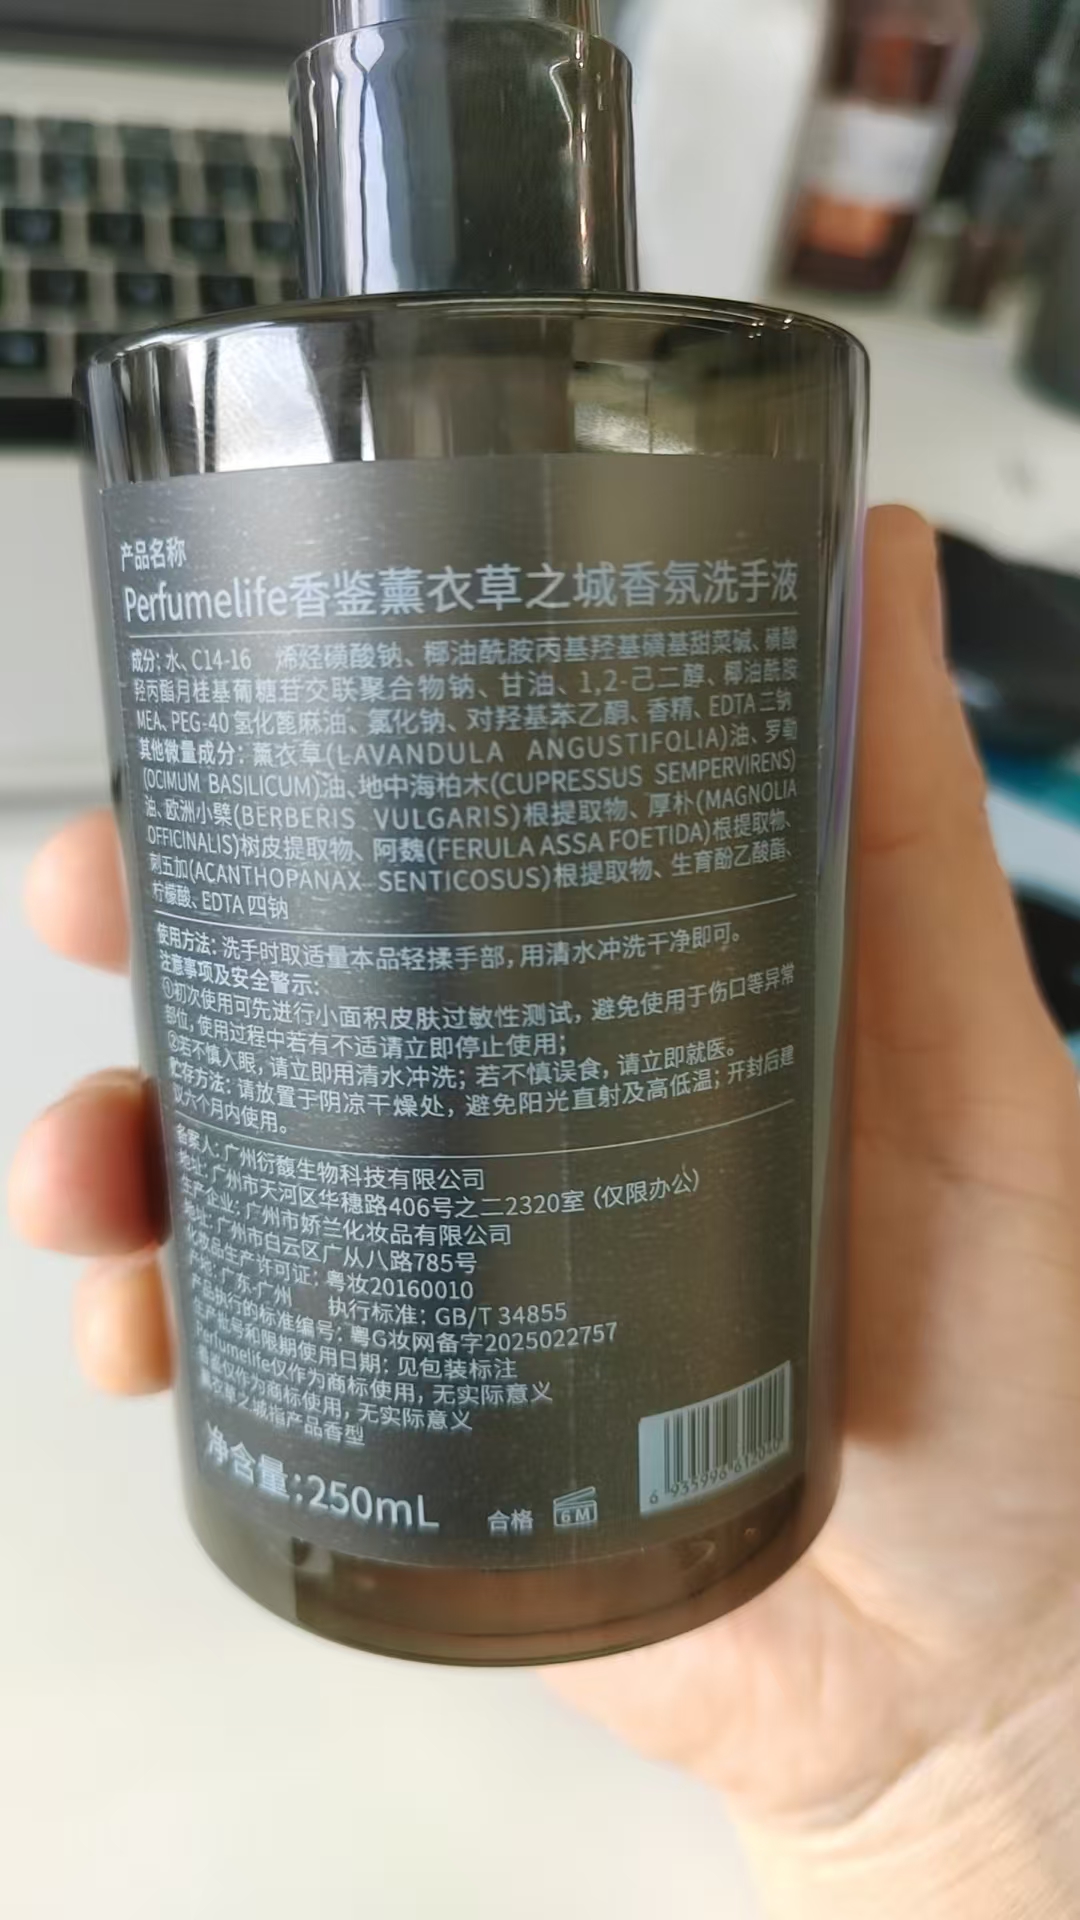 产品名称
Perfumelife香鉴薰衣草之城香氛洗手液
成分: 水、C14-16 烯烃磺酸钠、椰油酰胺丙基羟基磺基甜菜碱、磺酸
羟丙酯月桂基葡糖苷交联聚合物钠、甘油、1,2-己二醇、椰油酰胺
MEA、PEG-40 氢化蓖麻油、氯化钠、对羟基苯乙酮、香精、EDTA二钠
其他微量成分: 薰衣草(LAVANDULA ANGUSTIFOLIA)油、罗勒
(OCIMUM BASILICUM)油、地中海柏木(CUPRESSUS SEMPERVIRENS)
油、欧洲小檗(BERBERIS VULGARIS)根提取物、厚朴(MAGNOLIA
OFFICINALIS)树皮提取物、阿魏(FERULA ASSA FOETIDA)根提取物、
刺五加(ACANTHOPANAX SENTICOSUS)根提取物、生育酚乙酸酯、
柠檬酸、EDTA 四钠
使用方法: 洗手时取适量本品轻揉手部, 用清水冲洗干净即可。
注意事项及安全警示:
①初次使用可先进行小面积皮肤过敏性测试, 避免使用于伤口等异常
部位, 使用过程中若有不适请立即停止使用;
②若不慎入眼, 请立即用清水冲洗; 若不慎误食, 请立即就医。
贮存方法: 请放置于阴凉干燥处, 避免阳光直射及高低温; 开封后建
议六个月内使用。
备案人: 广州衍馥生物科技有限公司
地址: 广州市天河区华穗路406号之二2320室 (仅限办公)
生产企业: 广州市娇兰化妆品有限公司
地址: 广州市白云区广从八路785号
化妆品生产许可证: 粤妆20160010
产地: 广东·广州 执行标准: GB/T 34855
产品执行的标准编号: 粤G妆网备字2025022757
生产批号和限期使用日期: 见包装标注
Perfumelife仅作为商标使用, 无实际意义
香鉴仅作为商标使用, 无实际意义
薰衣草之城指产品香型
净含量: 250mL
合格
6 M
6 935996 612010